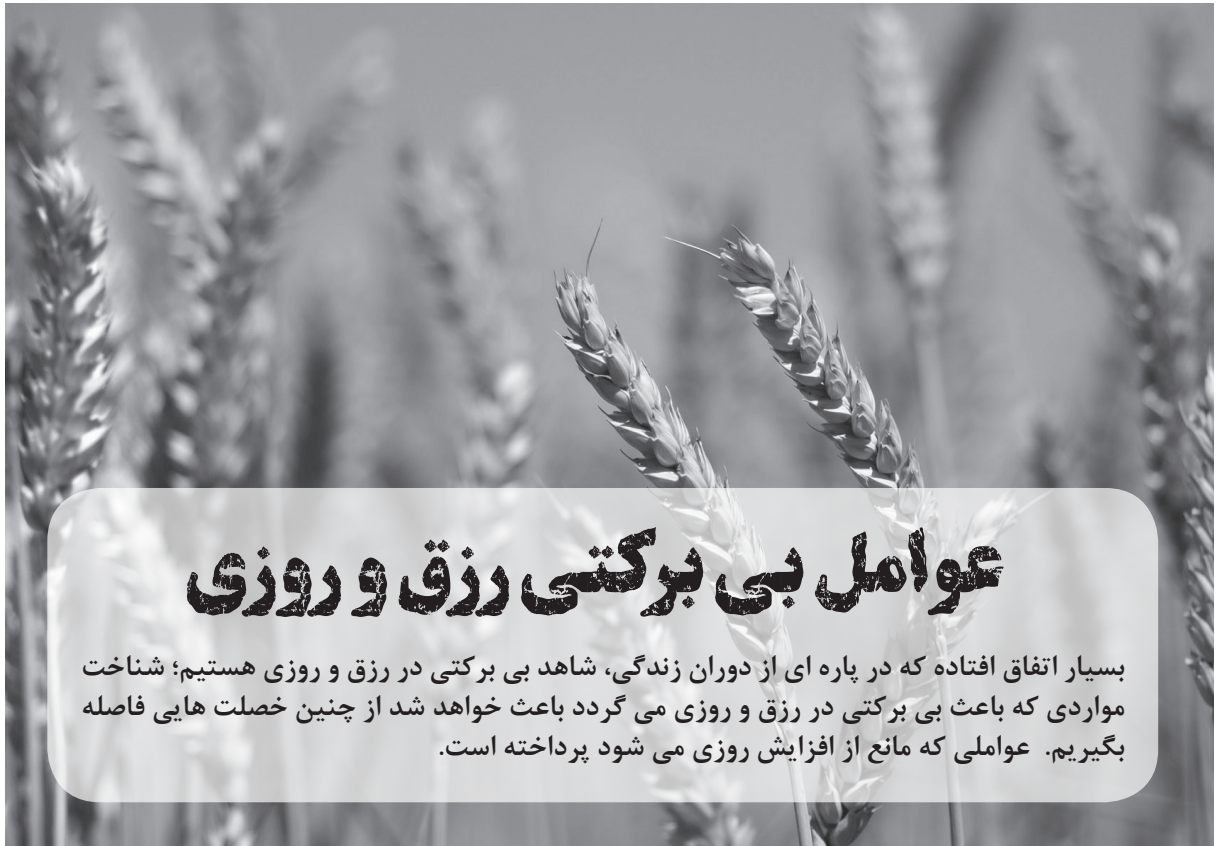 عوامل بی برکتی رزق و روزی
بسیار اتفاق افتاده که در پاره ای از دوران زندگی، شاهد بی برکتی در رزق و روزی هستیم؛ شناخت
مواردی که باعث بی برکتی در رزق و روزی می گردد باعث خواهد شد از چنین خصلت هایی فاصله
بگیریم. عواملی که مانع از افزایش روزی می شود پرداخته است.